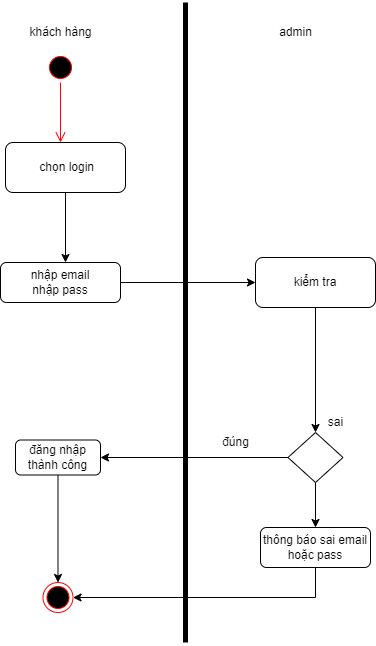 khách hàng
admin
chọn login
nhập email
nhập pass
kiểm tra
sai
đúng
đăng nhập
thành công
thông báo sai email
hoặc pass